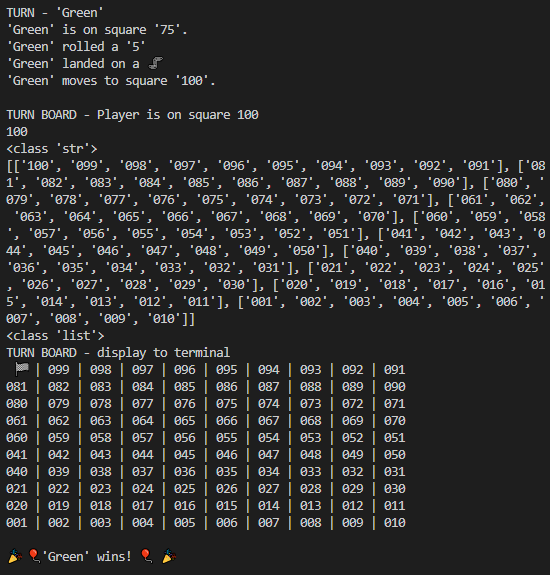 TURN - 'Green'
'Green' is on square '75'.
'Green' rolled a '5'
'Green' landed on a 🪜
'Green' moves to square '100'.

TURN BOARD - Player is on square 100
100
<class 'str'>
[['100', '099', '098', '097', '096', '095', '094', '093', '092', '091'], ['08
1', '082', '083', '084', '085', '086', '087', '088', '089', '090'], ['080', '
079', '078', '077', '076', '075', '074', '073', '072', '071'], ['061', '062',
 '063', '064', '065', '066', '067', '068', '069', '070'], ['060', '059', '058
', '057', '056', '055', '054', '053', '052', '051'], ['041', '042', '043', '0
44', '045', '046', '047', '048', '049', '050'], ['040', '039', '038', '037', 
'036', '035', '034', '033', '032', '031'], ['021', '022', '023', '024', '025'
, '026', '027', '028', '029', '030'], ['020', '019', '018', '017', '016', '01
5', '014', '013', '012', '011'], ['001', '002', '003', '004', '005', '006', '
007', '008', '009', '010']]
<class 'list'>
TURN BOARD - display to terminal
🏁 | 099 | 098 | 097 | 096 | 095 | 094 | 093 | 092 | 091
081 | 082 | 083 | 084 | 085 | 086 | 087 | 088 | 089 | 090
080 | 079 | 078 | 077 | 076 | 075 | 074 | 073 | 072 | 071
061 | 062 | 063 | 064 | 065 | 066 | 067 | 068 | 069 | 070
060 | 059 | 058 | 057 | 056 | 055 | 054 | 053 | 052 | 051
041 | 042 | 043 | 044 | 045 | 046 | 047 | 048 | 049 | 050
040 | 039 | 038 | 037 | 036 | 035 | 034 | 033 | 032 | 031
021 | 022 | 023 | 024 | 025 | 026 | 027 | 028 | 029 | 030
020 | 019 | 018 | 017 | 016 | 015 | 014 | 013 | 012 | 011
001 | 002 | 003 | 004 | 005 | 006 | 007 | 008 | 009 | 010

🎉 🎈'Green' wins! 🎈 🎉